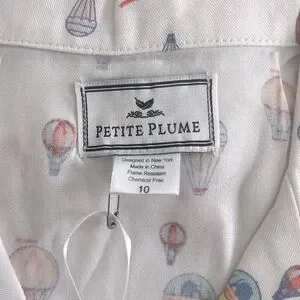 PETITE PLUME
Designed in New York
Made in China
Flame Resistant
Chemical Free
10